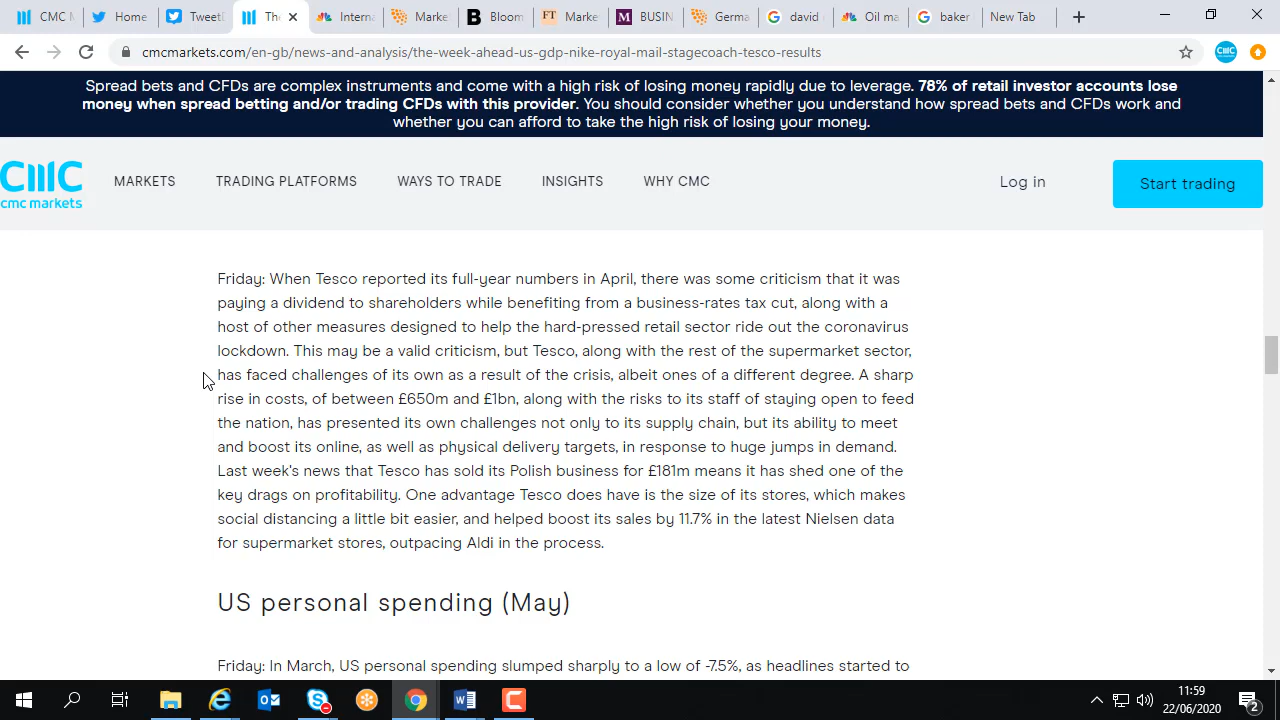 CMC M
Home
TweetD
The
Interna
Marke
Bloom
Marke
BUSIN
Germa
david
Oil ma
baker
New Tab
cmcmarkets.com/en-gb/news-and-analysis/the-week-ahead-us-gdp-nike-royal-mail-stagecoach-tesco-results
Spread bets and CFDs are complex instruments and come with a high risk of losing money rapidly due to leverage. 78% of retail investor accounts lose
money when spread betting and/or trading CFDs with this provider. You should consider whether you understand how spread bets and CFDs work and
whether you can afford to take the high risk of losing your money.
CMC
cmc markets
MARKETS
TRADING PLATFORMS
WAYS TO TRADE
INSIGHTS
WHY CMC
Log in
Start trading
Friday: When Tesco reported its full-year numbers in April, there was some criticism that it was
paying a dividend to shareholders while benefiting from a business-rates tax cut, along with a
host of other measures designed to help the hard-pressed retail sector ride out the coronavirus
lockdown. This may be a valid criticism, but Tesco, along with the rest of the supermarket sector,
has faced challenges of its own as a result of the crisis, albeit ones of a different degree. A sharp
rise in costs, of between £650m and £1bn, along with the risks to its staff of staying open to feed
the nation, has presented its own challenges not only to its supply chain, but its ability to meet
and boost its online, as well as physical delivery targets, in response to huge jumps in demand.
Last week's news that Tesco has sold its Polish business for £181m means it has shed one of the
key drags on profitability. One advantage Tesco does have is the size of its stores, which makes
social distancing a little bit easier, and helped boost its sales by 11.7% in the latest Nielsen data
for supermarket stores, outpacing Aldi in the process.
US personal spending (May)
Friday: In March, US personal spending slumped sharply to a low of -7.5%, as headlines started to
11:59
22/06/2020
2